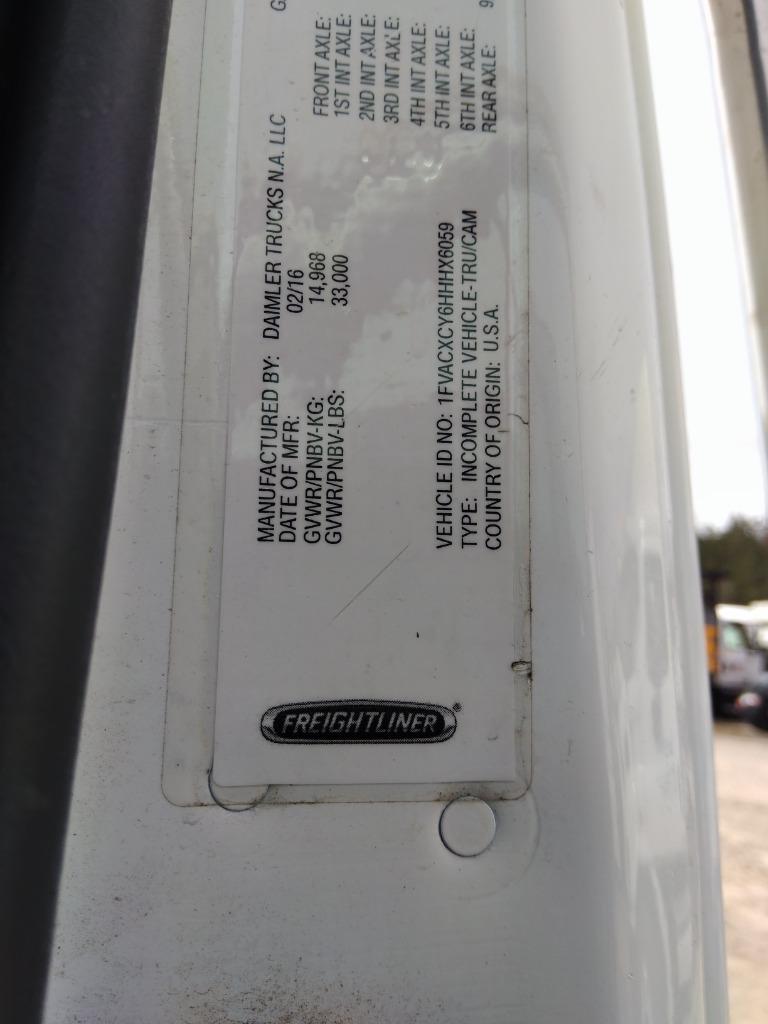 FREIGHTLINER®
MANUFACTURED BY: DAIMLER TRUCKS N.A. LLC
DATE OF MFR: 02/16
GVWR/PNBV-KG: 14,968
GVWR/PNBV-LBS: 33,000
VEHICLE ID NO: 1FVACXCY6HHHX6059
TYPE: INCOMPLETE VEHICLE-TRU/CAM
COUNTRY OF ORIGIN: U.S.A.
G
FRONT AXLE:
1ST INT AXLE:
2ND INT AXLE:
3RD INT AXLE:
4TH INT AXLE:
5TH INT AXLE:
6TH INT AXLE:
REAR AXLE: 9